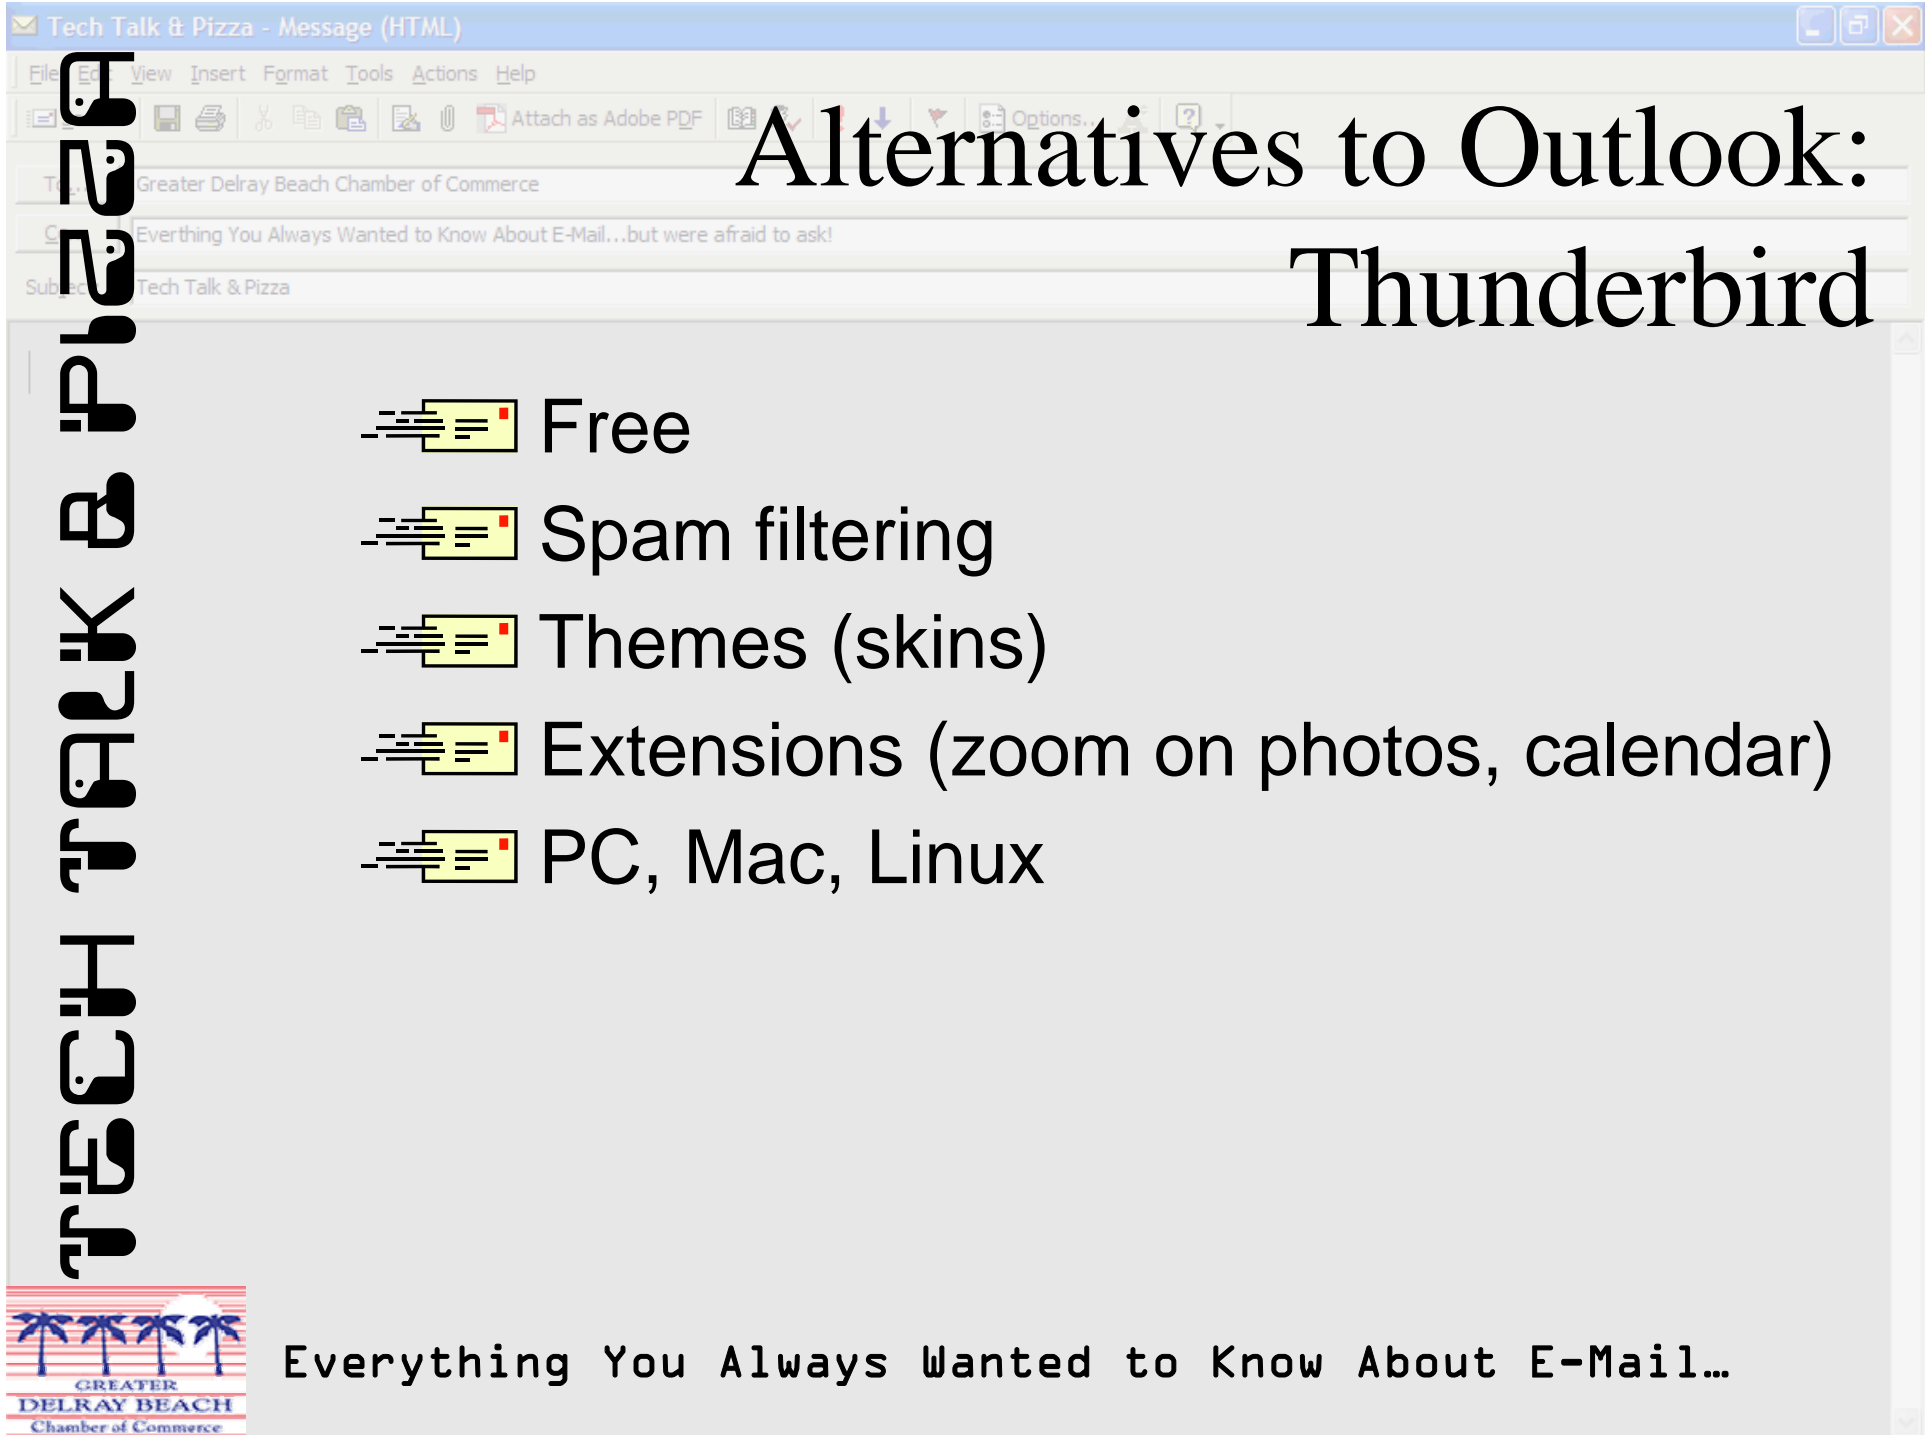 Tech Talk & Pizza - Message (HTML)
File Edit View Insert Format Tools Actions Help
Attach as Adobe PDF Options...
To... Greater Delray Beach Chamber of Commerce
Everthing You Always Wanted to Know About E-Mail...but were afraid to ask!
Subject: Tech Talk & Pizza
Alternatives to Outlook:
Thunderbird
Free
Spam filtering
Themes (skins)
Extensions (zoom on photos, calendar)
PC, Mac, Linux
TECH TALK & PIZZA
GREATER
DELRAY BEACH
Chamber of Commerce
Everything You Always Wanted to Know About E-Mail…